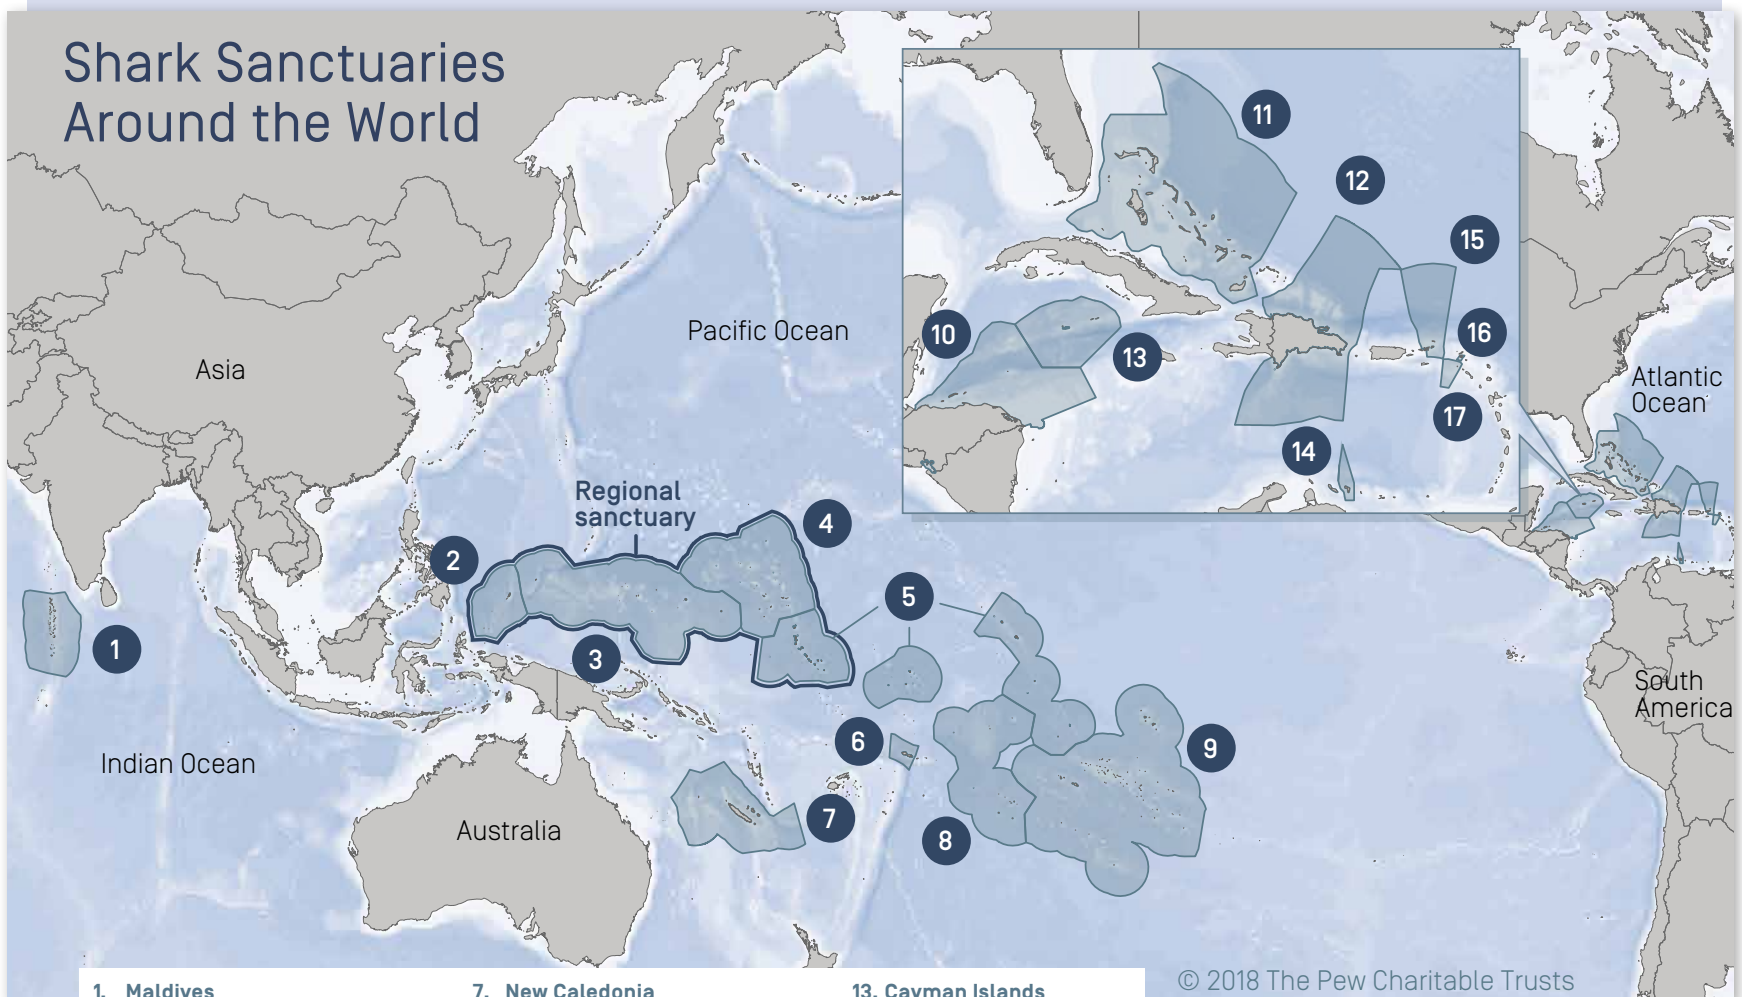 Shark Sanctuaries
Around the World
11
12
15
10
16
13
Pacific Ocean
Asia
Atlantic
Ocean
17
14
Regional
sanctuary
4
2
5
1
3
South
America
6
9
Indian Ocean
7
Australia
8
© 2018 The Pew Charitable Trusts
1. Maldives
7. New Caledonia
13. Cayman Islands